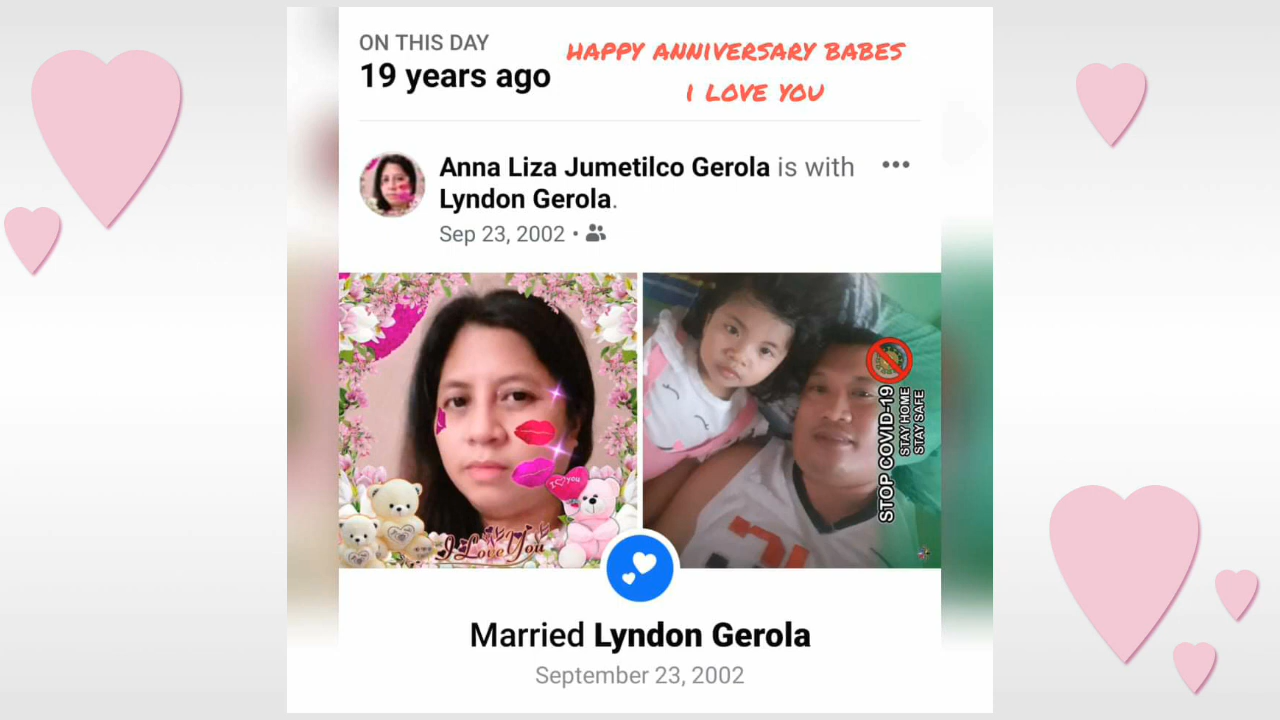 ON THIS DAY
19 years ago
HAPPY ANNIVERSARY BABES
I LOVE YOU
Anna Liza Jumetilco Gerola is with
Lyndon Gerola.
Sep 23, 2002 •
I ♡ you
I Love You
STOP COVID-19
STAY HOME
STAY SAFE
Married Lyndon Gerola
September 23, 2002